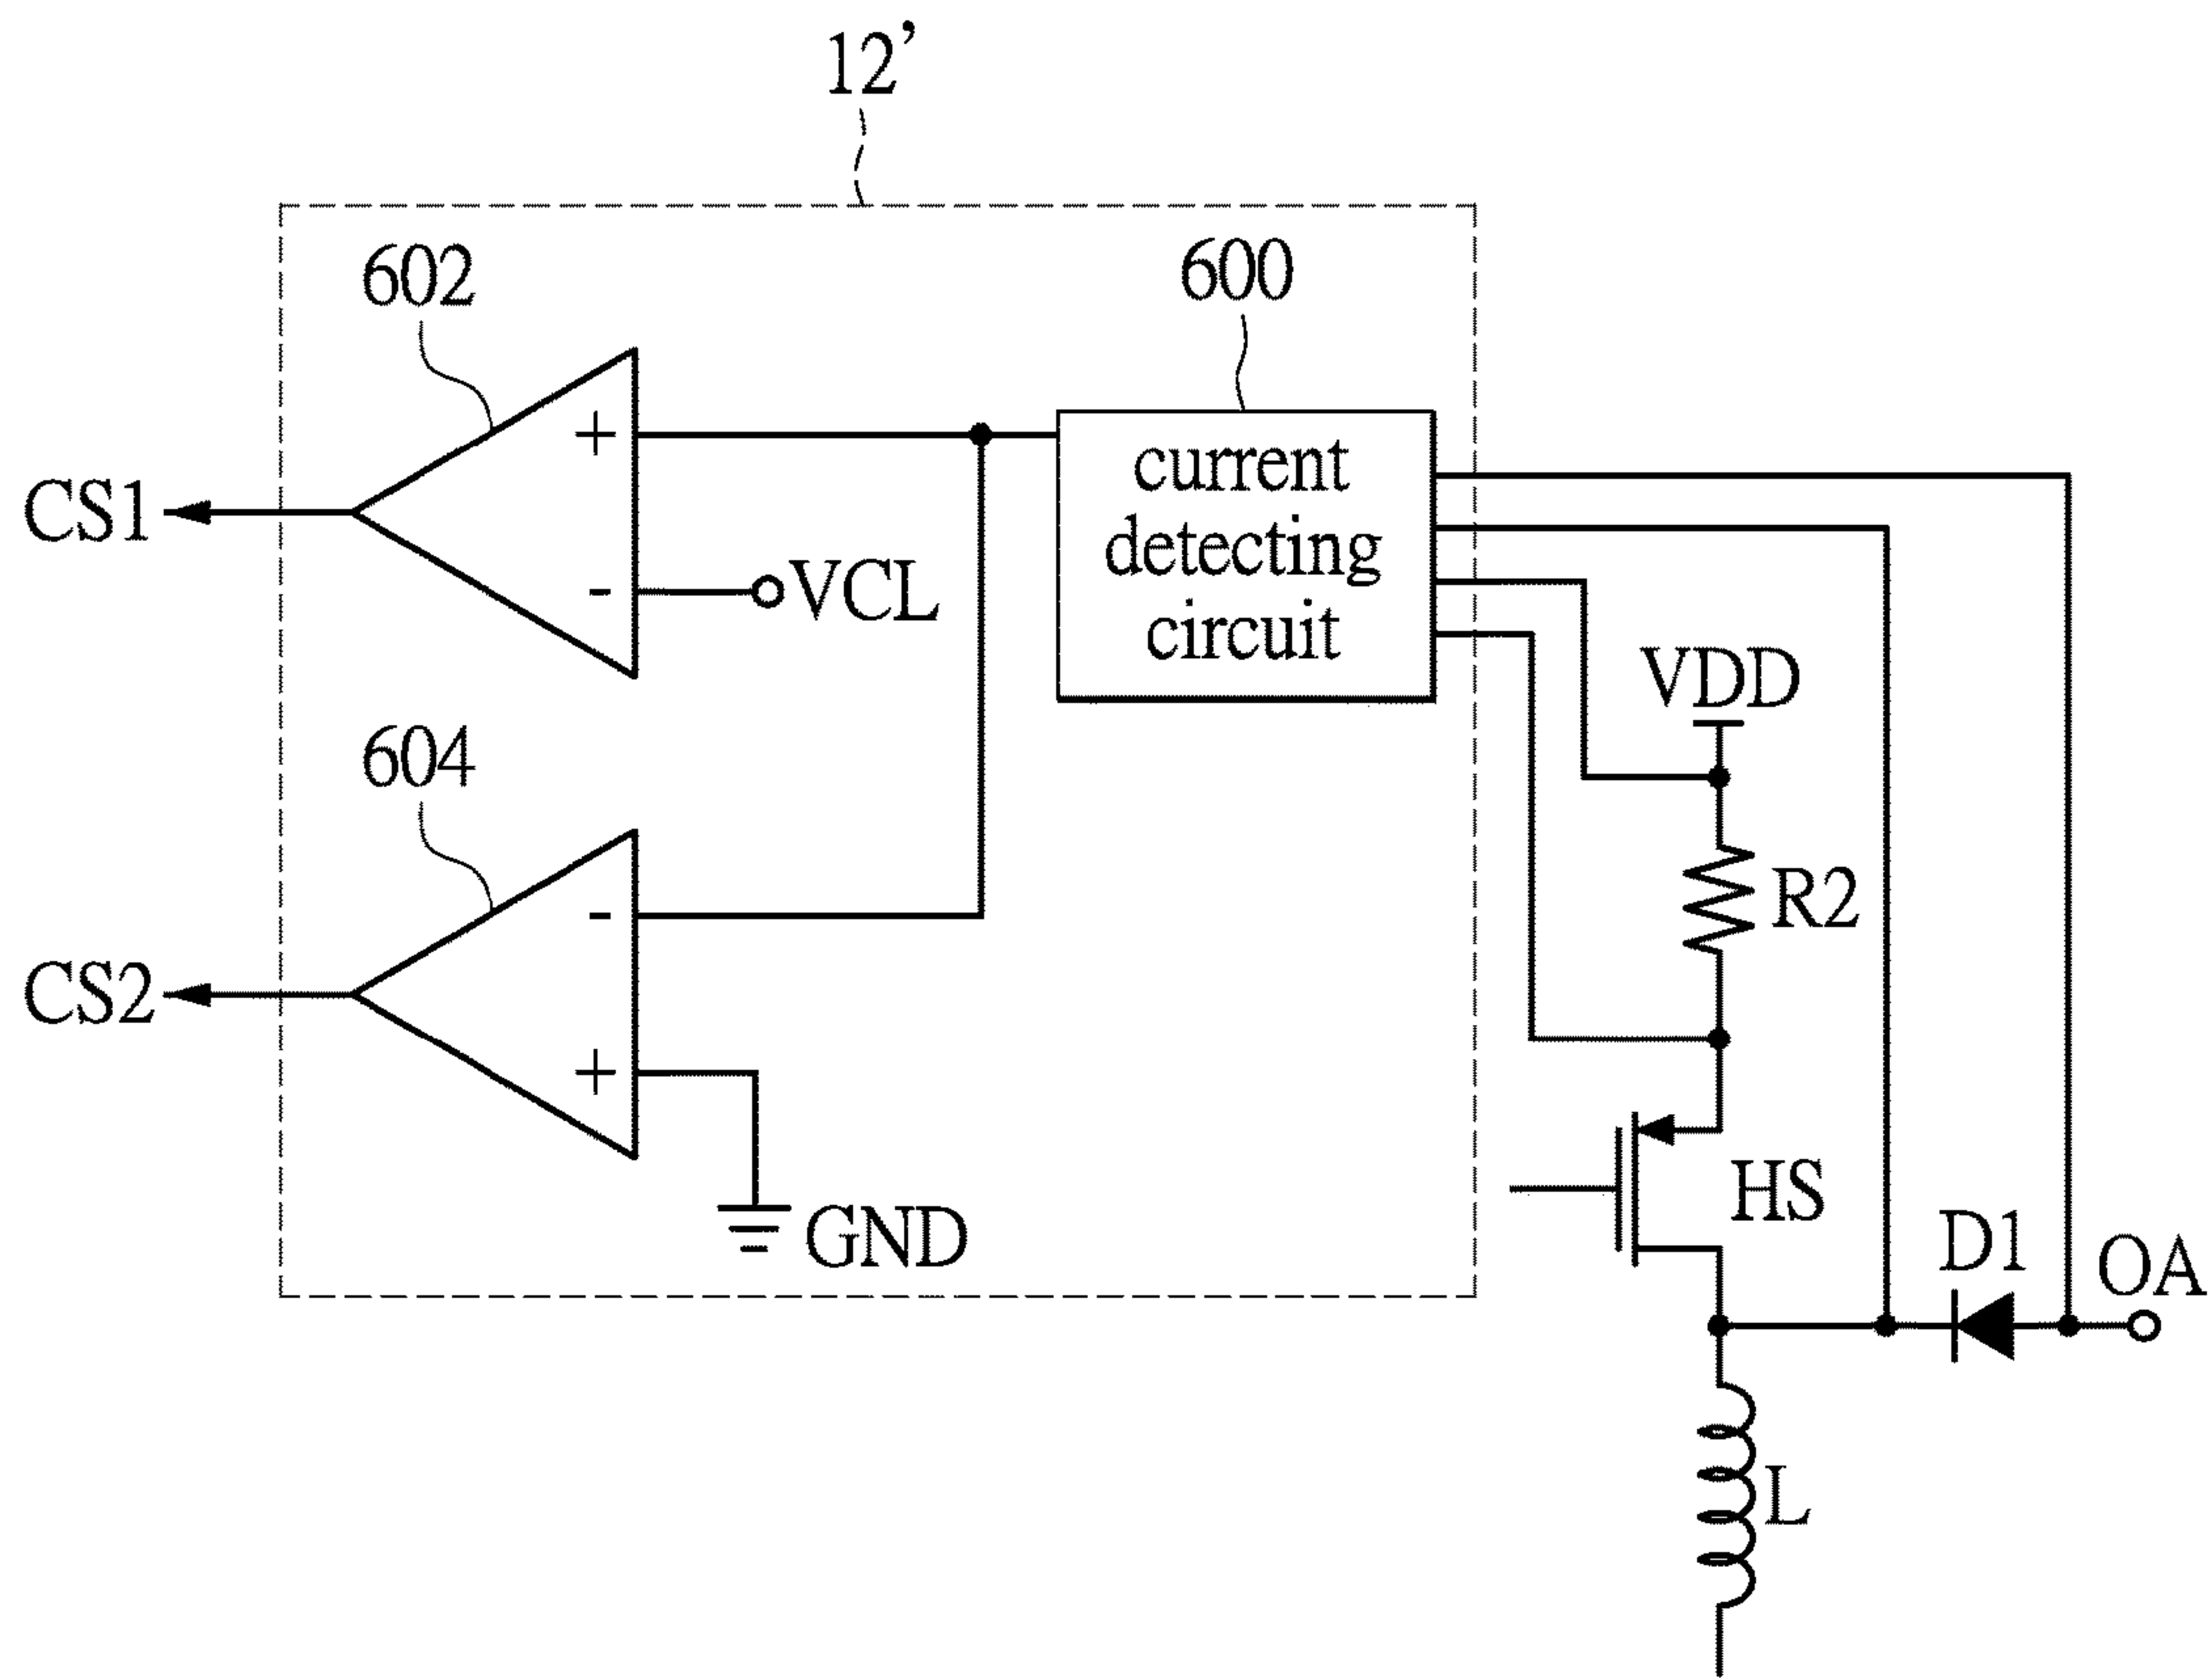 12’
602
600
+
current
detecting
circuit
CS1
-
VCL
VDD
604
-
R2
CS2
+
GND
HS
D1
OA
L